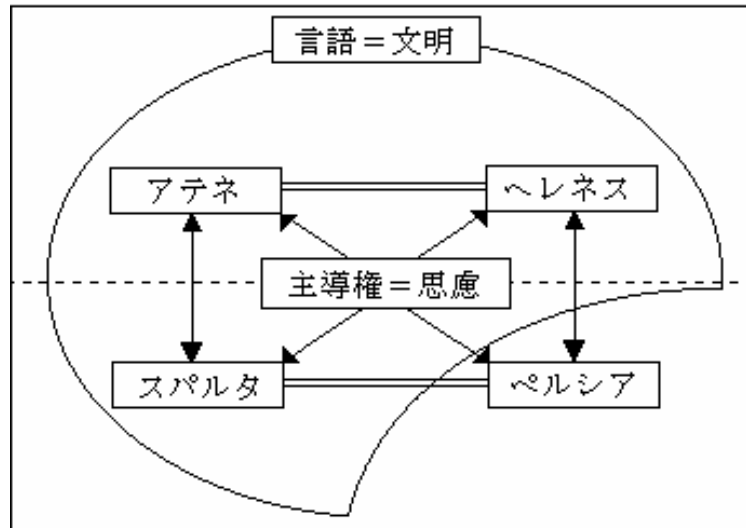 言語＝文明
アテネ
ヘレネス
主導権＝思慮
スパルタ
ペルシア